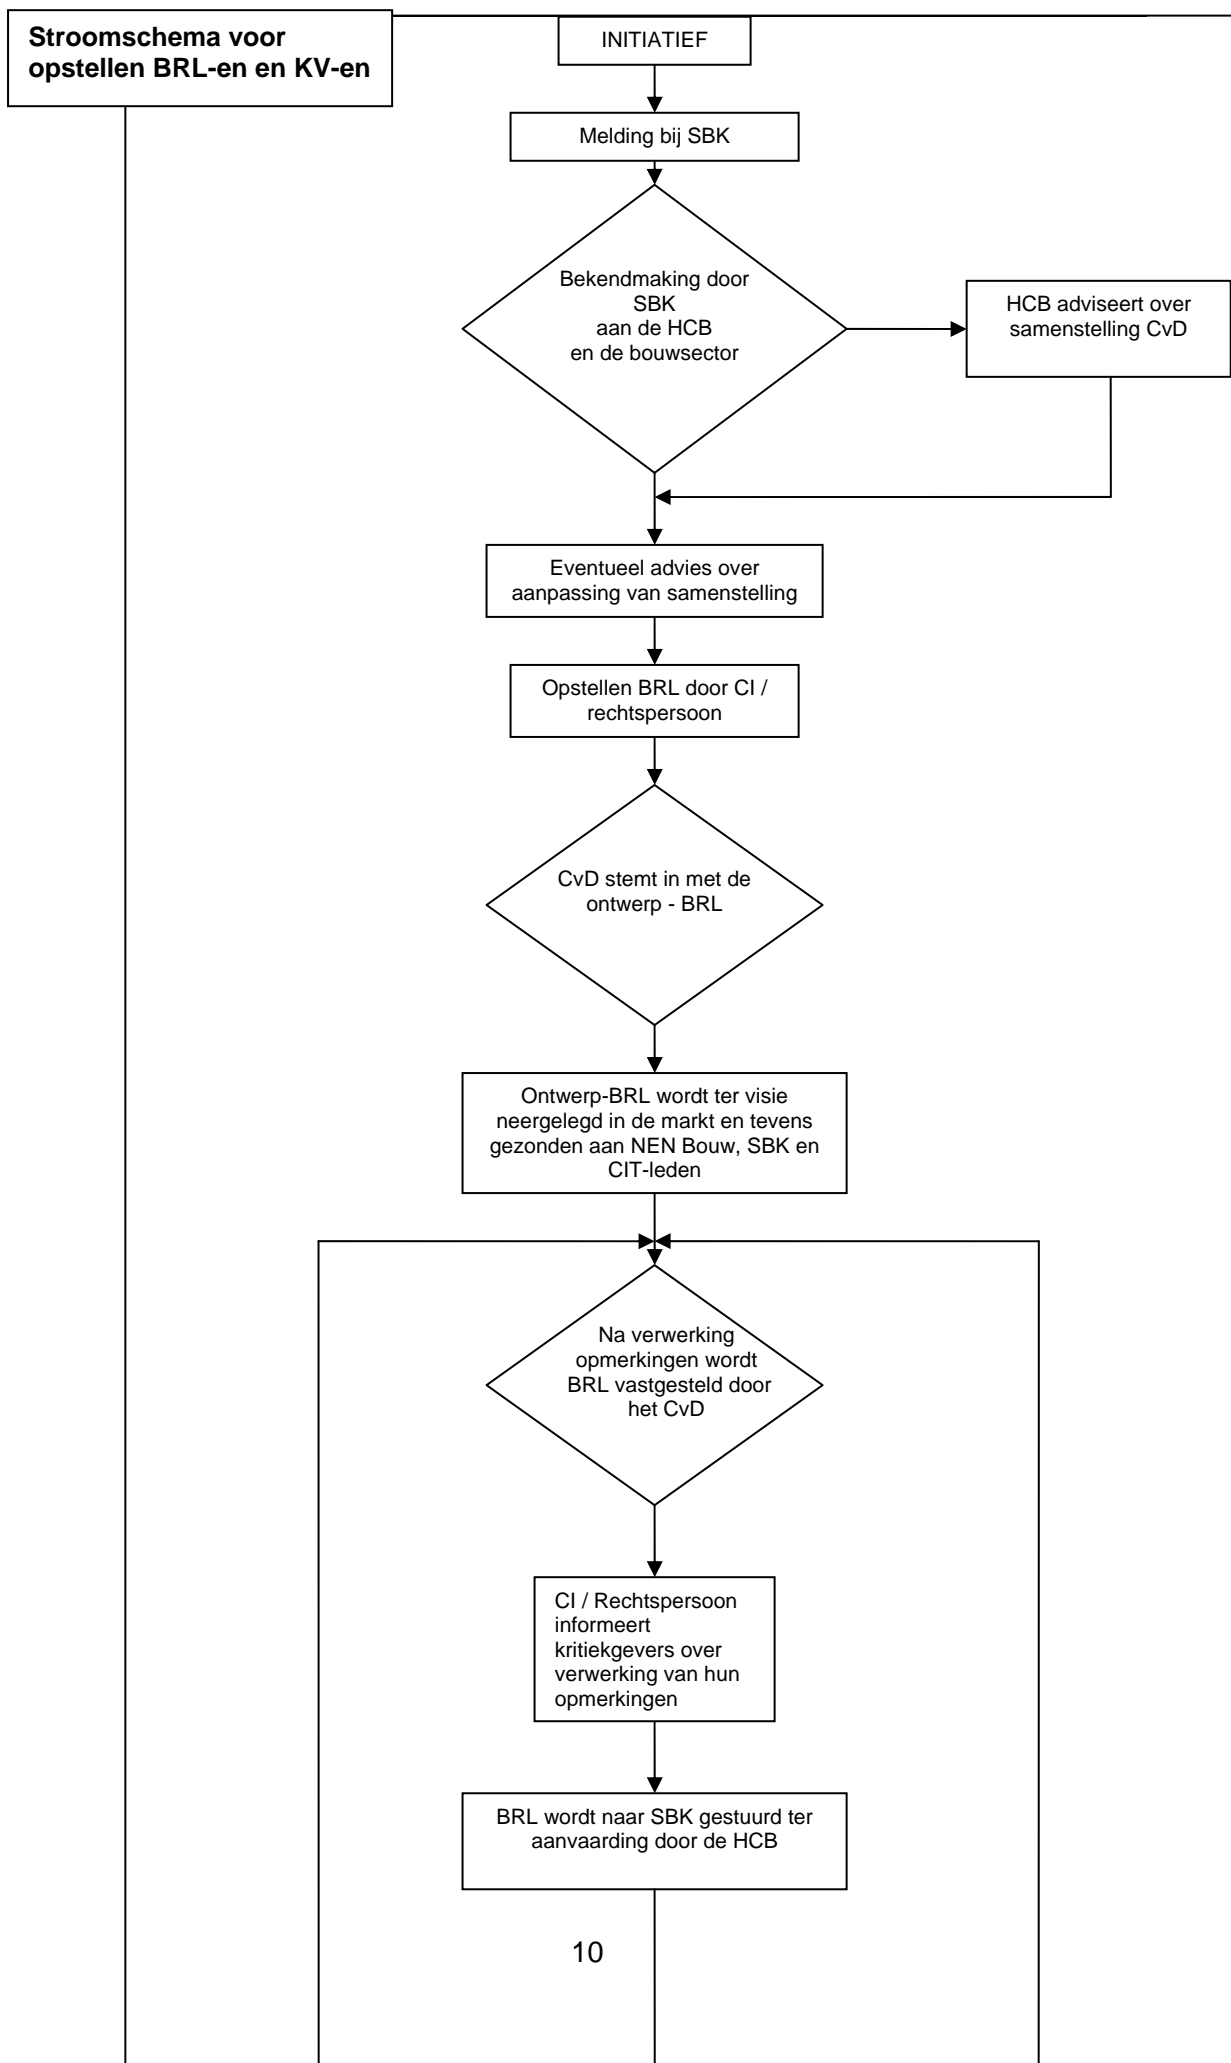 Stroomschema voor
opstellen BRL-en en KV-en
INITIATIEF
Melding bij SBK
Bekendmaking door
SBK
aan de HCB
en de bouwsector
HCB adviseert over
samenstelling CvD
Eventueel advies over
aanpassing van samenstelling
Opstellen BRL door CI /
rechtspersoon
CvD stemt in met de
ontwerp - BRL
Ontwerp-BRL wordt ter visie
neergelegd in de markt en tevens
gezonden aan NEN Bouw, SBK en
CIT-leden
Na verwerking
opmerkingen wordt
BRL vastgesteld door
het CvD
CI / Rechtspersoon
informeert
kritiekgevers over
verwerking van hun
opmerkingen
BRL wordt naar SBK gestuurd ter
aanvaarding door de HCB
10